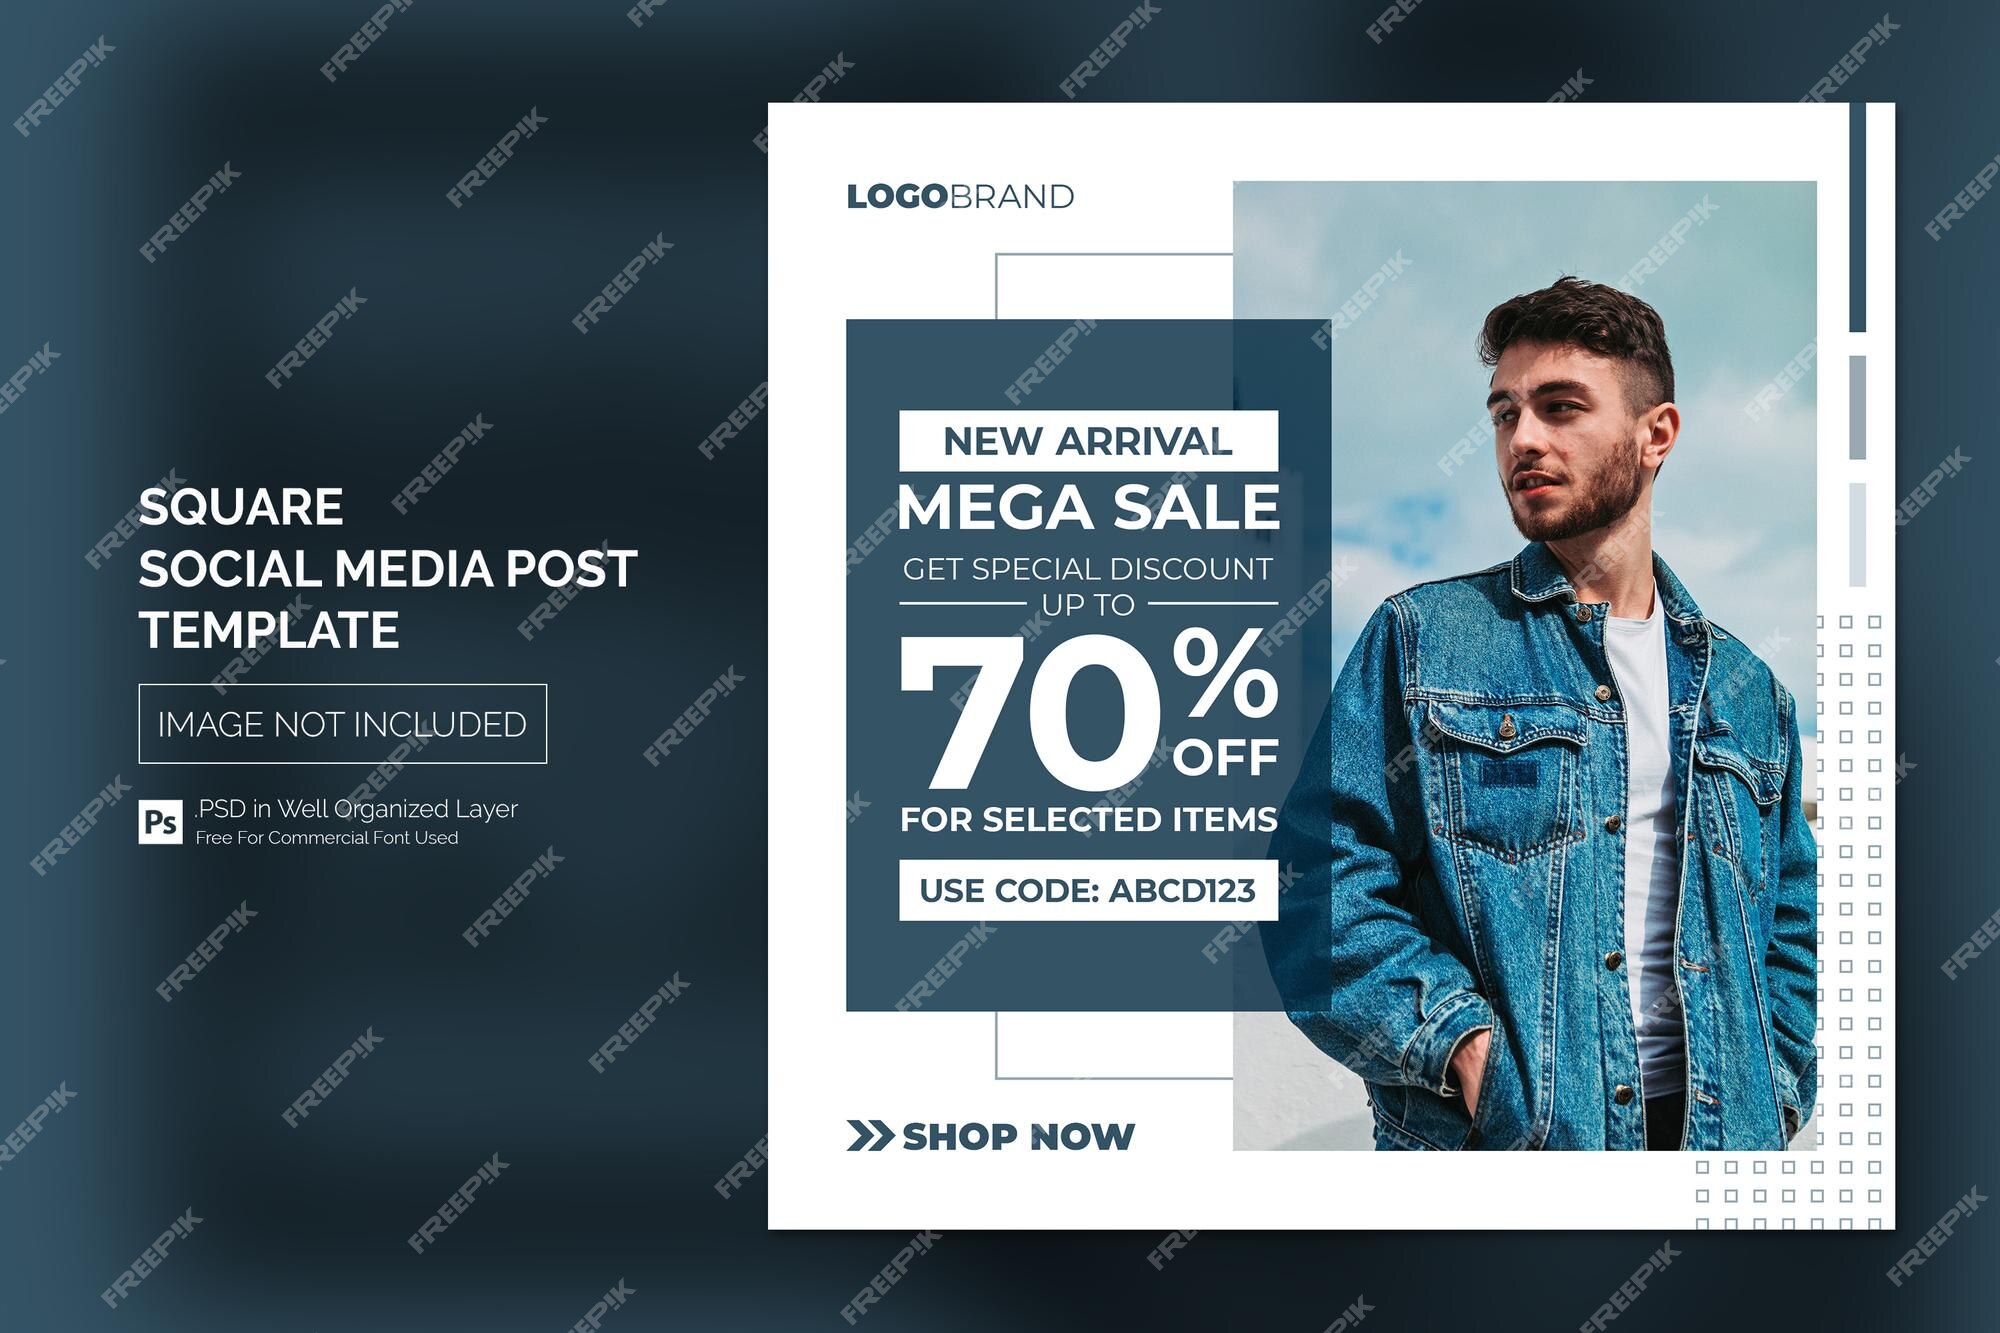 SQUARE
SOCIAL MEDIA POST
TEMPLATE
IMAGE NOT INCLUDED
Ps
.PSD in Well Organized Layer
Free For Commercial Font Used
LOGOBRAND
NEW ARRIVAL
MEGA SALE
GET SPECIAL DISCOUNT
UP TO
70%
OFF
FOR SELECTED ITEMS
USE CODE: ABCD123
SHOP NOW
FREEPIK